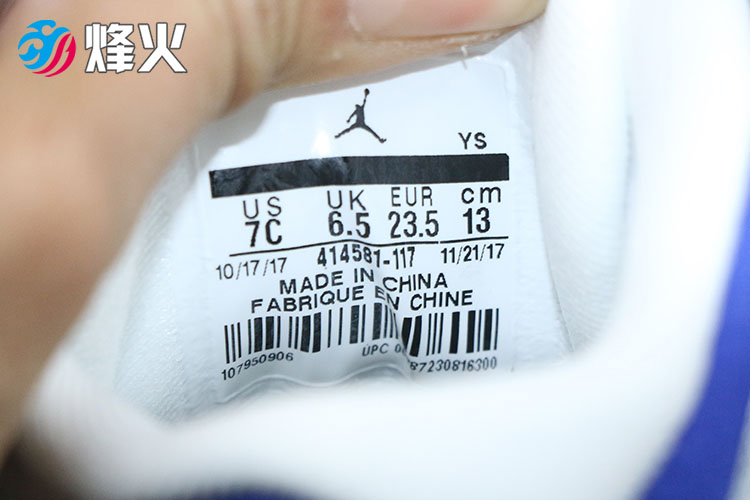 烽火
YS
US UK EUR cm
7C 6.5 23.5 13
10/17/17 414581-117 11/21/17
MADE IN CHINA
FABRIQUE EN CHINE
107950906 UPC 0 87230816300